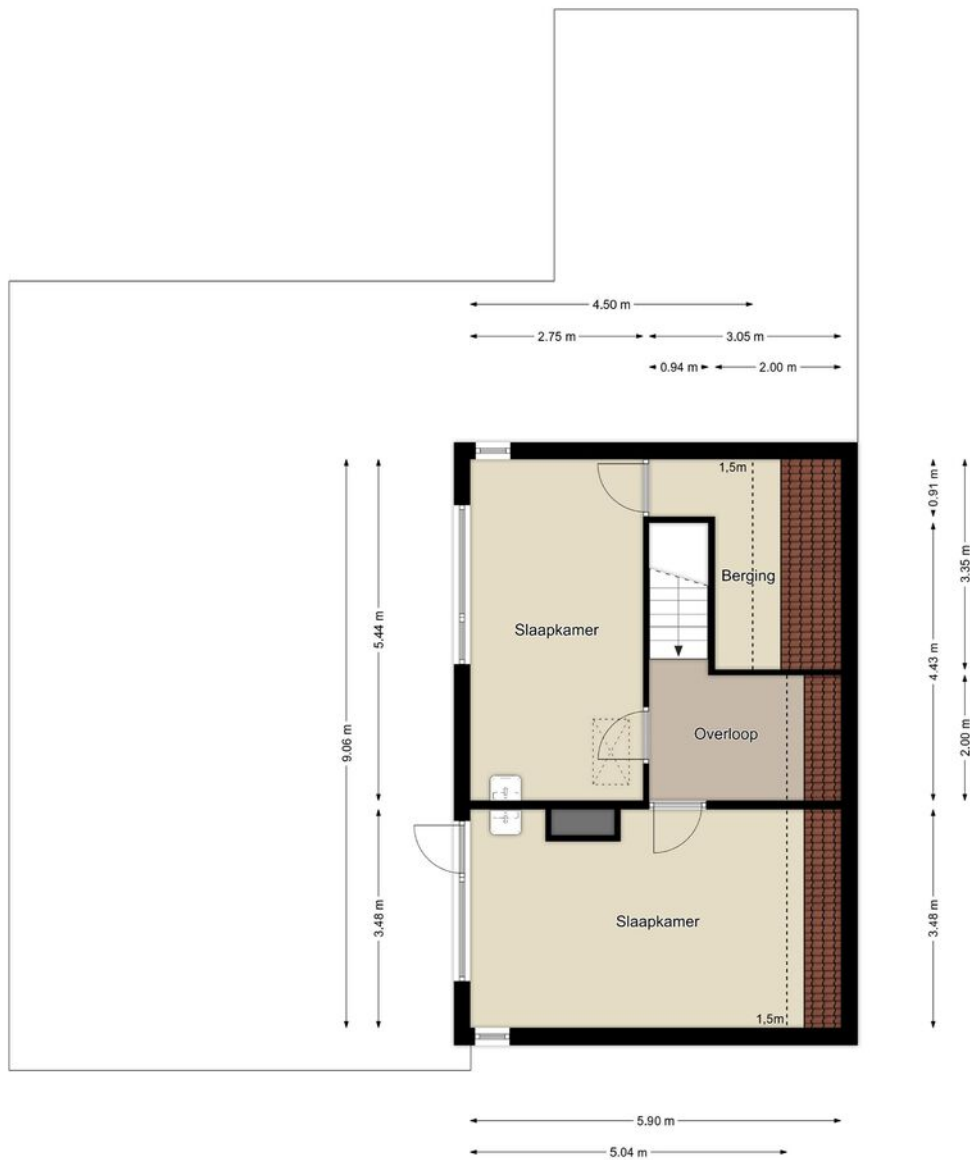 4.50 m
2.75 m
3.05 m
0.94 m
2.00 m
1,5m
0.91 m
3.35 m
Berging
Slaapkamer
5.44 m
4.43 m
9.06 m
Overloop
2.00 m
Slaapkamer
3.48 m
3.48 m
1,5m
5.90 m
5.04 m